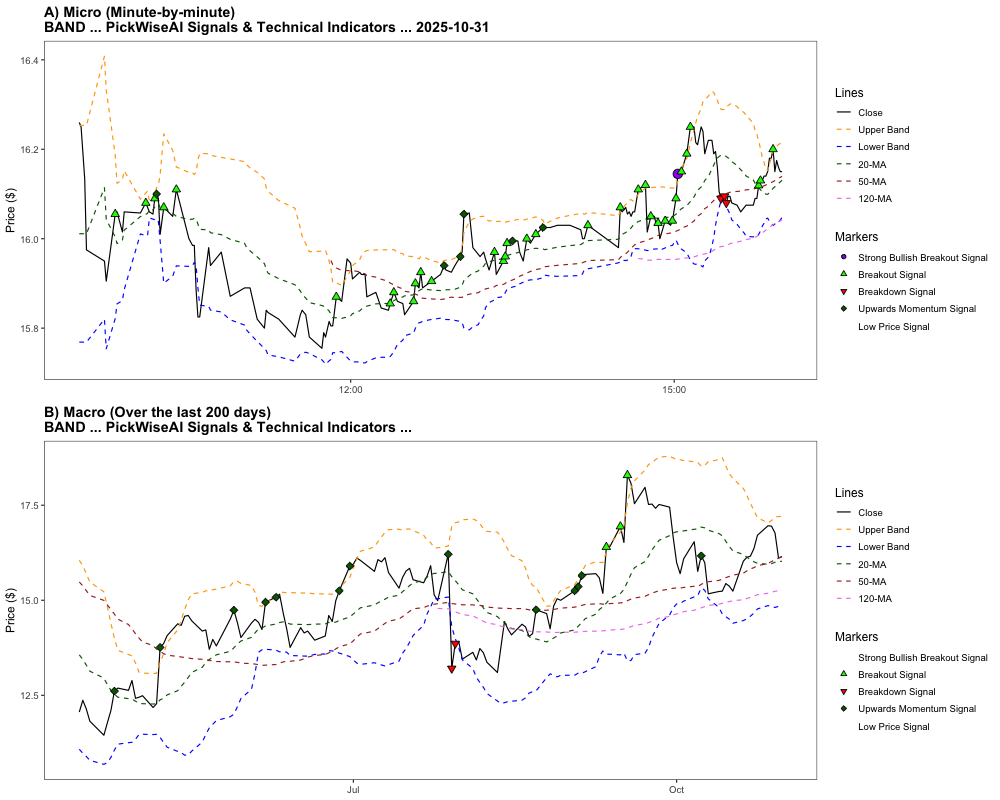 A) Micro (Minute-by-minute)
BAND ... PickWiseAI Signals & Technical Indicators ... 2025-10-31
Price ($)
16.4
16.2
16.0
15.8
12:00
15:00
Lines
Close
Upper Band
Lower Band
20-MA
50-MA
120-MA
Markers
Strong Bullish Breakout Signal
Breakout Signal
Breakdown Signal
Upwards Momentum Signal
Low Price Signal
B) Macro (Over the last 200 days)
BAND ... PickWiseAI Signals & Technical Indicators ...
Price ($)
17.5
15.0
12.5
Jul
Oct
Lines
Close
Upper Band
Lower Band
20-MA
50-MA
120-MA
Markers
Strong Bullish Breakout Signal
Breakout Signal
Breakdown Signal
Upwards Momentum Signal
Low Price Signal